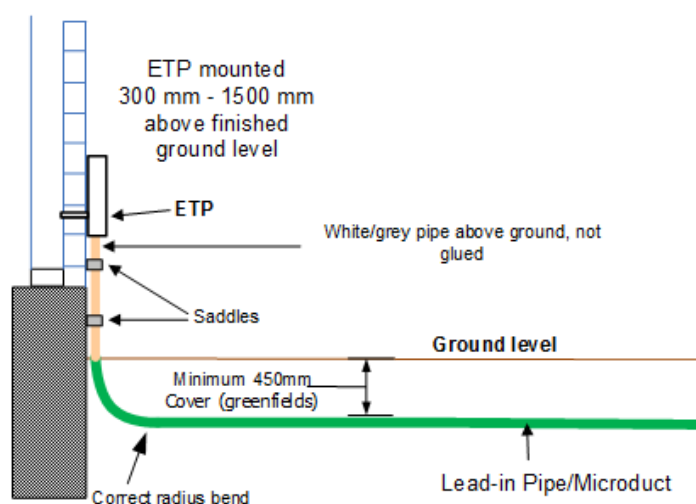 ETP mounted
300 mm - 1500 mm
above finished
ground level
ETP
White/grey pipe above ground, not
glued
Saddles
Ground level
Minimum 450mm
Cover (greenfields)
Lead-in Pipe/Microduct
Correct radius bend